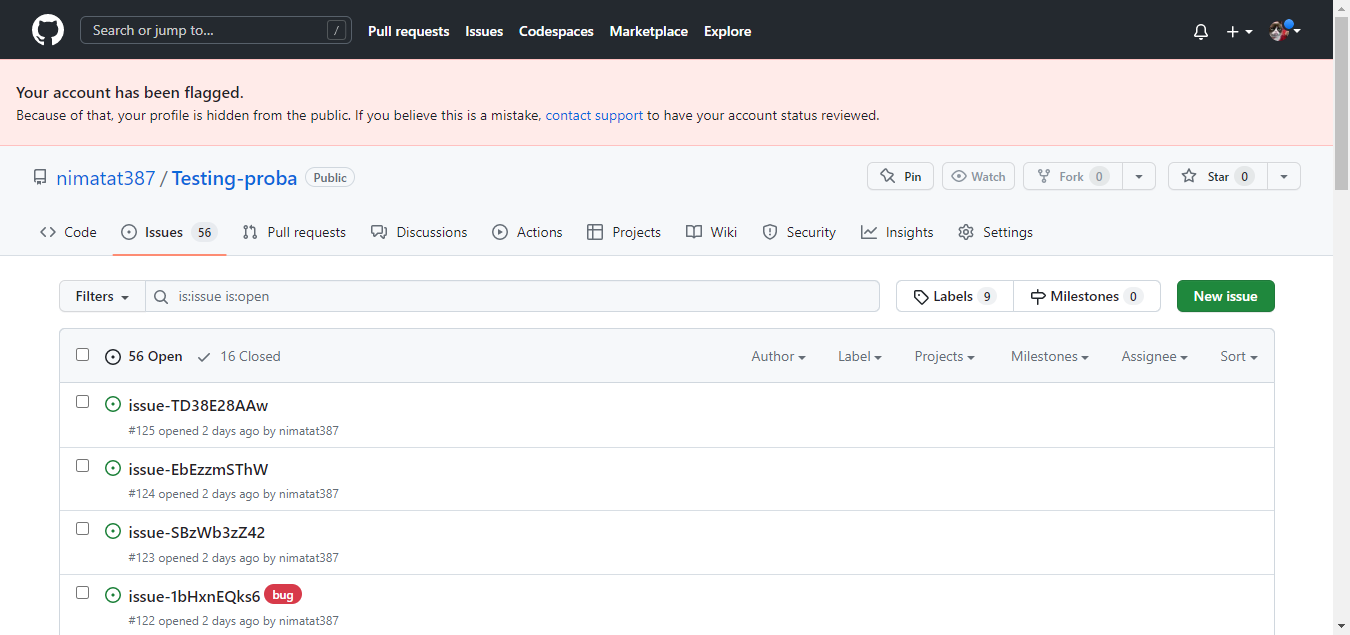 Search or jump to... / Pull requests Issues Codespaces Marketplace Explore
Your account has been flagged.
Because of that, your profile is hidden from the public. If you believe this is a mistake, contact support to have your account status reviewed.
nimatat387 / Testing-proba Public Pin Watch Fork 0 Star 0
Code Issues 56 Pull requests Discussions Actions Projects Wiki Security Insights Settings
Filters is:issue is:open Labels 9 Milestones 0 New issue
56 Open 16 Closed Author Label Projects Milestones Assignee Sort
issue-TD38E28AAw
#125 opened 2 days ago by nimatat387
issue-EbEzzmSThW
#124 opened 2 days ago by nimatat387
issue-SBzWb3zZ42
#123 opened 2 days ago by nimatat387
issue-1bHxnEQks6 bug
#122 opened 2 days ago by nimatat387